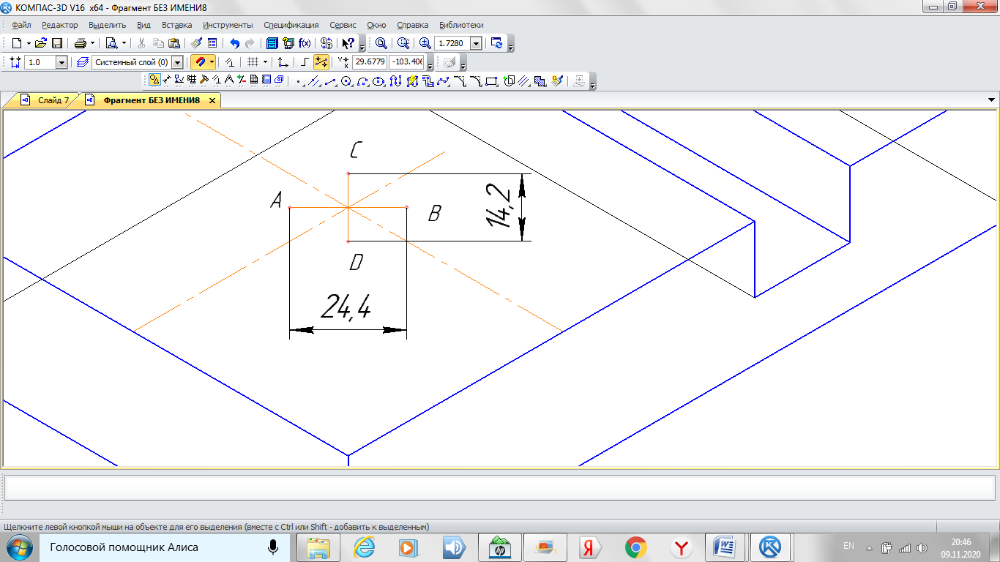 КОМПАС-3D V16 x64 - Фрагмент БЕЗ ИМЕНИ8
Файл Редактор Выделить Вид Вставка Инструменты Спецификация Сервис Окно Справка Библиотеки
f(x) 1.7280
1.0 Системный слой (0) 29.6779 -103.406
Слайд 7 Фрагмент БЕЗ ИМЕНИ8
C
A
B
14,2
D
24,4
Щелкните левой кнопкой мыши на объекте для его выделения (вместе с Ctrl или Shift - добавить к выделенным)
Голосовой помощник Алиса
EN
20:46
09.11.2020